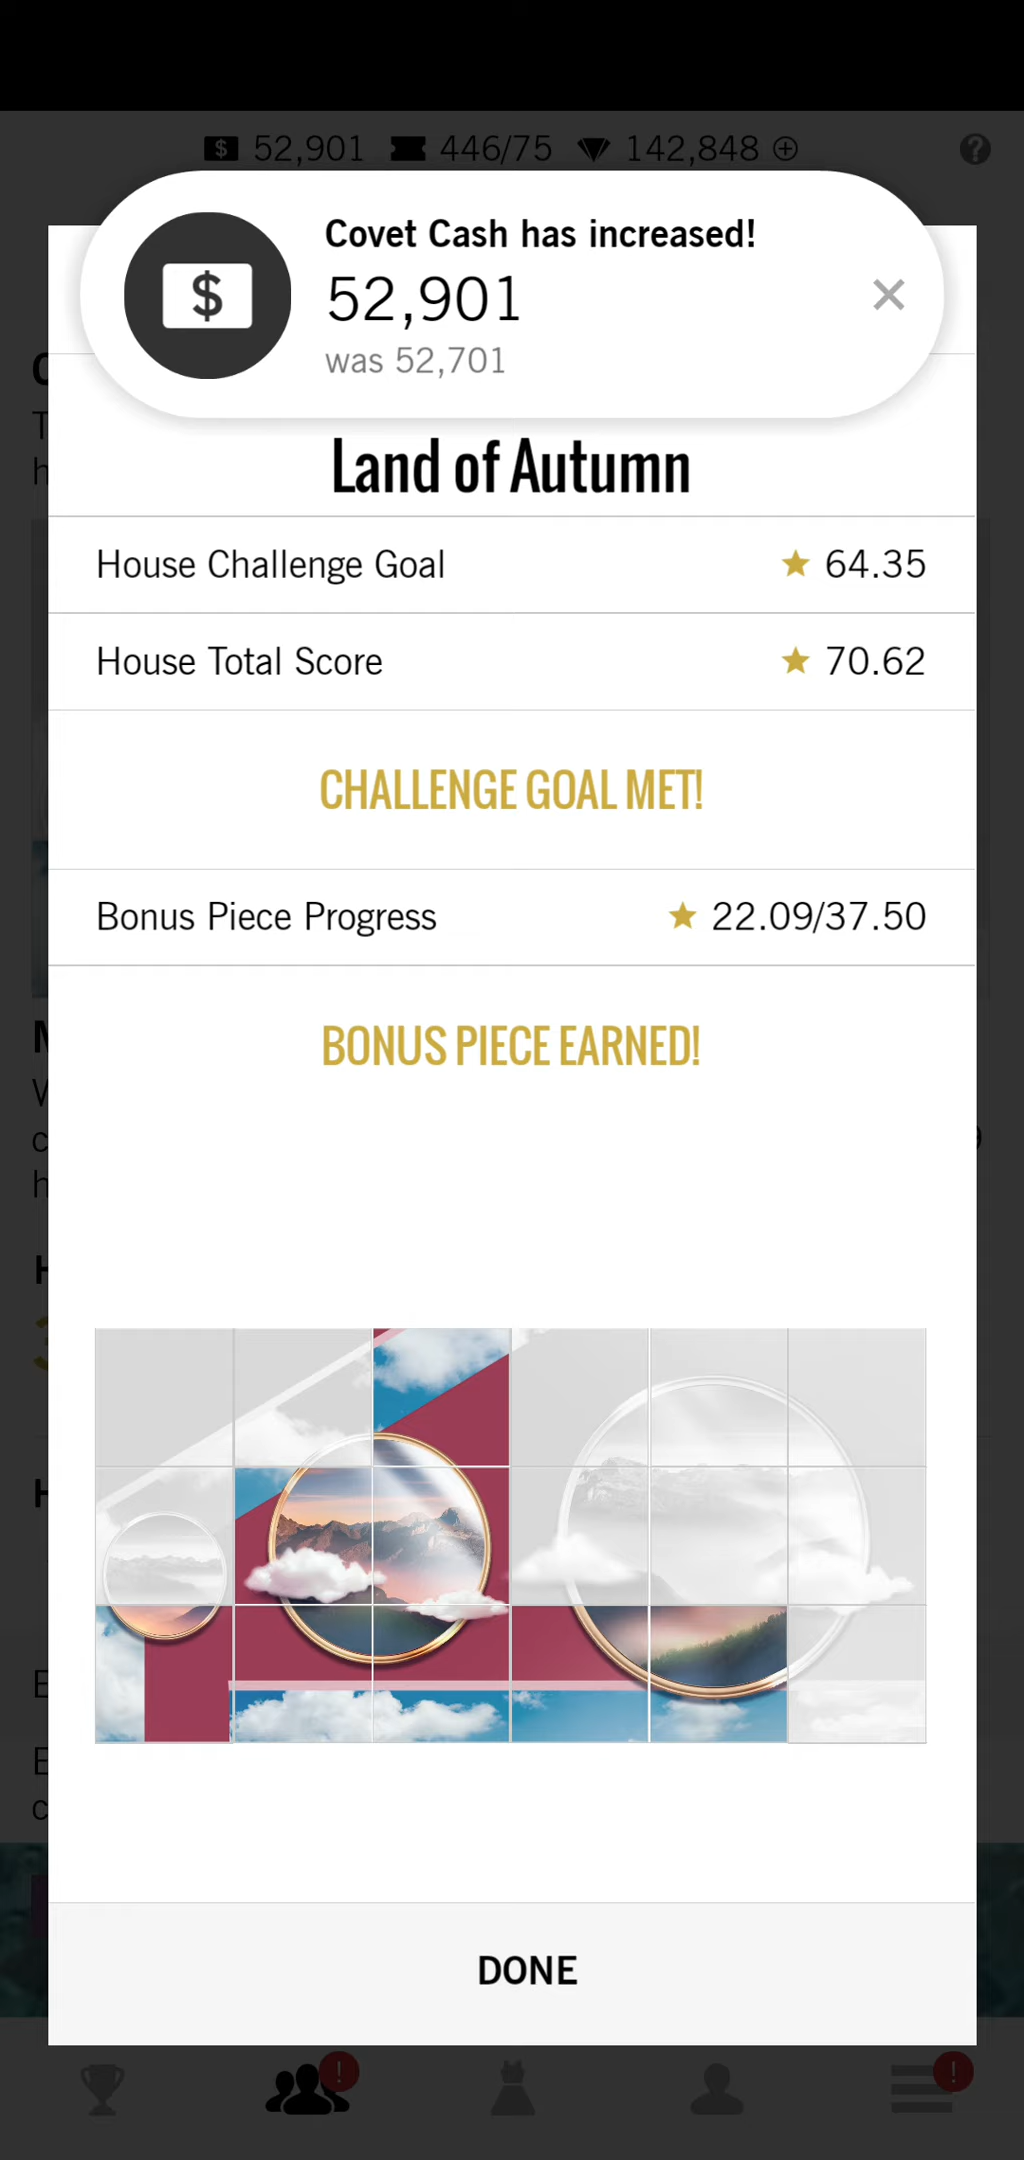 52,901 446/75 142,848
Covet Cash has increased!
52,901
was 52,701
Land of Autumn
House Challenge Goal 64.35
House Total Score 70.62
CHALLENGE GOAL MET!
Bonus Piece Progress 22.09/37.50
BONUS PIECE EARNED!
DONE